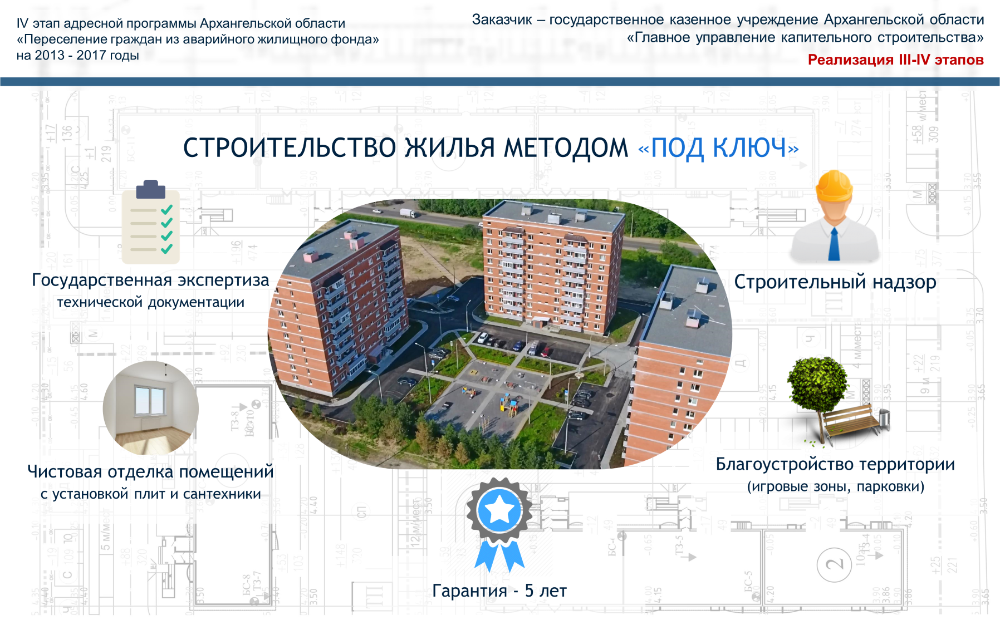 IV этап адресной программы Архангельской области
«Переселение граждан из аварийного жилищного фонда»
на 2013 - 2017 годы
Заказчик – государственное казенное учреждение Архангельской области
«Главное управление капительного строительства»
Реализация III-IV этапов
СТРОИТЕЛЬСТВО ЖИЛЬЯ МЕТОДОМ «ПОД КЛЮЧ»
Государственная экспертиза
технической документации
Строительный надзор
Чистовая отделка помещений
с установкой плит и сантехники
Благоустройство территории
(игровые зоны, парковки)
Гарантия - 5 лет